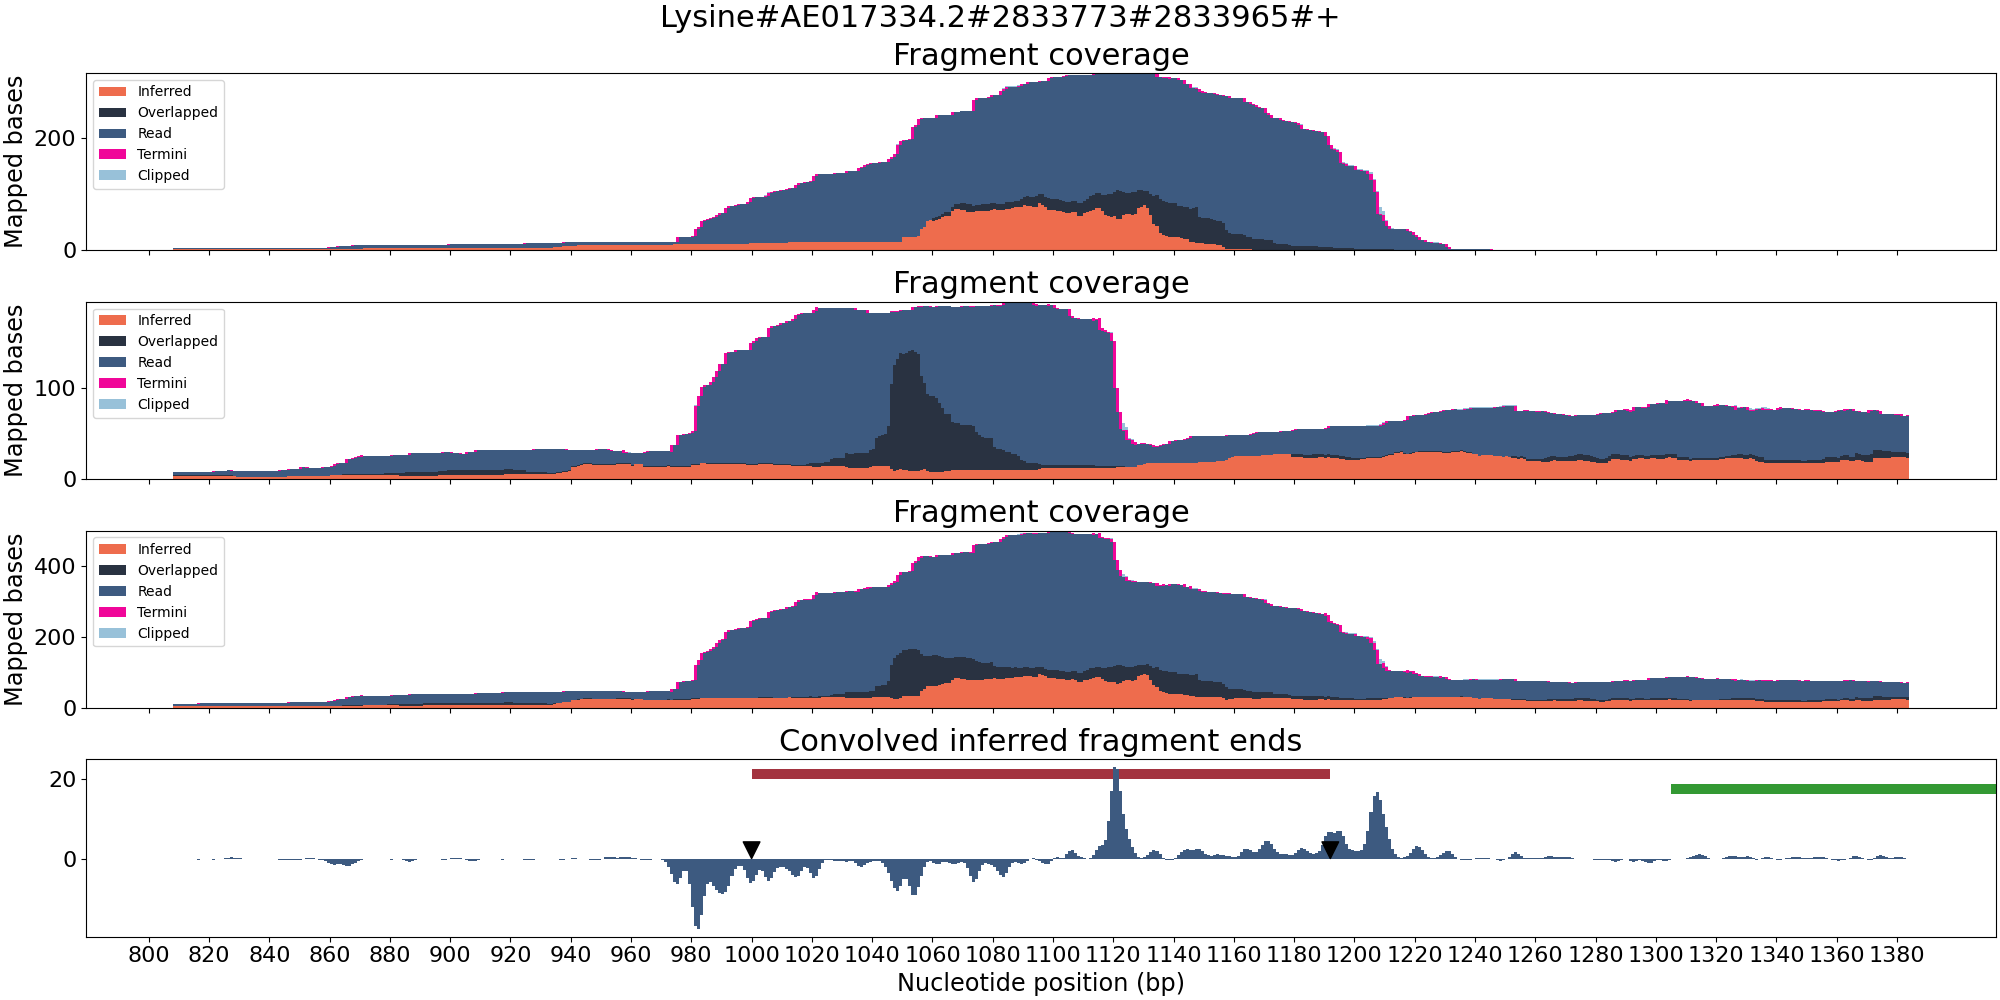 Lysine#AE017334.2#2833773#2833965#+
Fragment coverage
Mapped bases
200
0
Inferred
Overlapped
Read
Termini
Clipped
Fragment coverage
Mapped bases
100
0
Inferred
Overlapped
Read
Termini
Clipped
Fragment coverage
Mapped bases
400
200
0
Inferred
Overlapped
Read
Termini
Clipped
Convolved inferred fragment ends
20
0
800 820 840 860 880 900 920 940 960 980 1000 1020 1040 1060 1080 1100 1120 1140 1160 1180 1200 1220 1240 1260 1280 1300 1320 1340 1360 1380
Nucleotide position (bp)